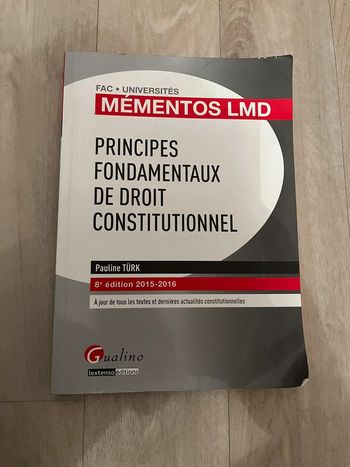 FAC • UNIVERSITÉS
MÉMENTOS LMD
PRINCIPES
FONDAMENTAUX
DE DROIT
CONSTITUTIONNEL
Pauline TÜRK
8e édition 2015-2016
À jour de tous les textes et dernières actualités constitutionnelles
Gualino
lextenso éditions